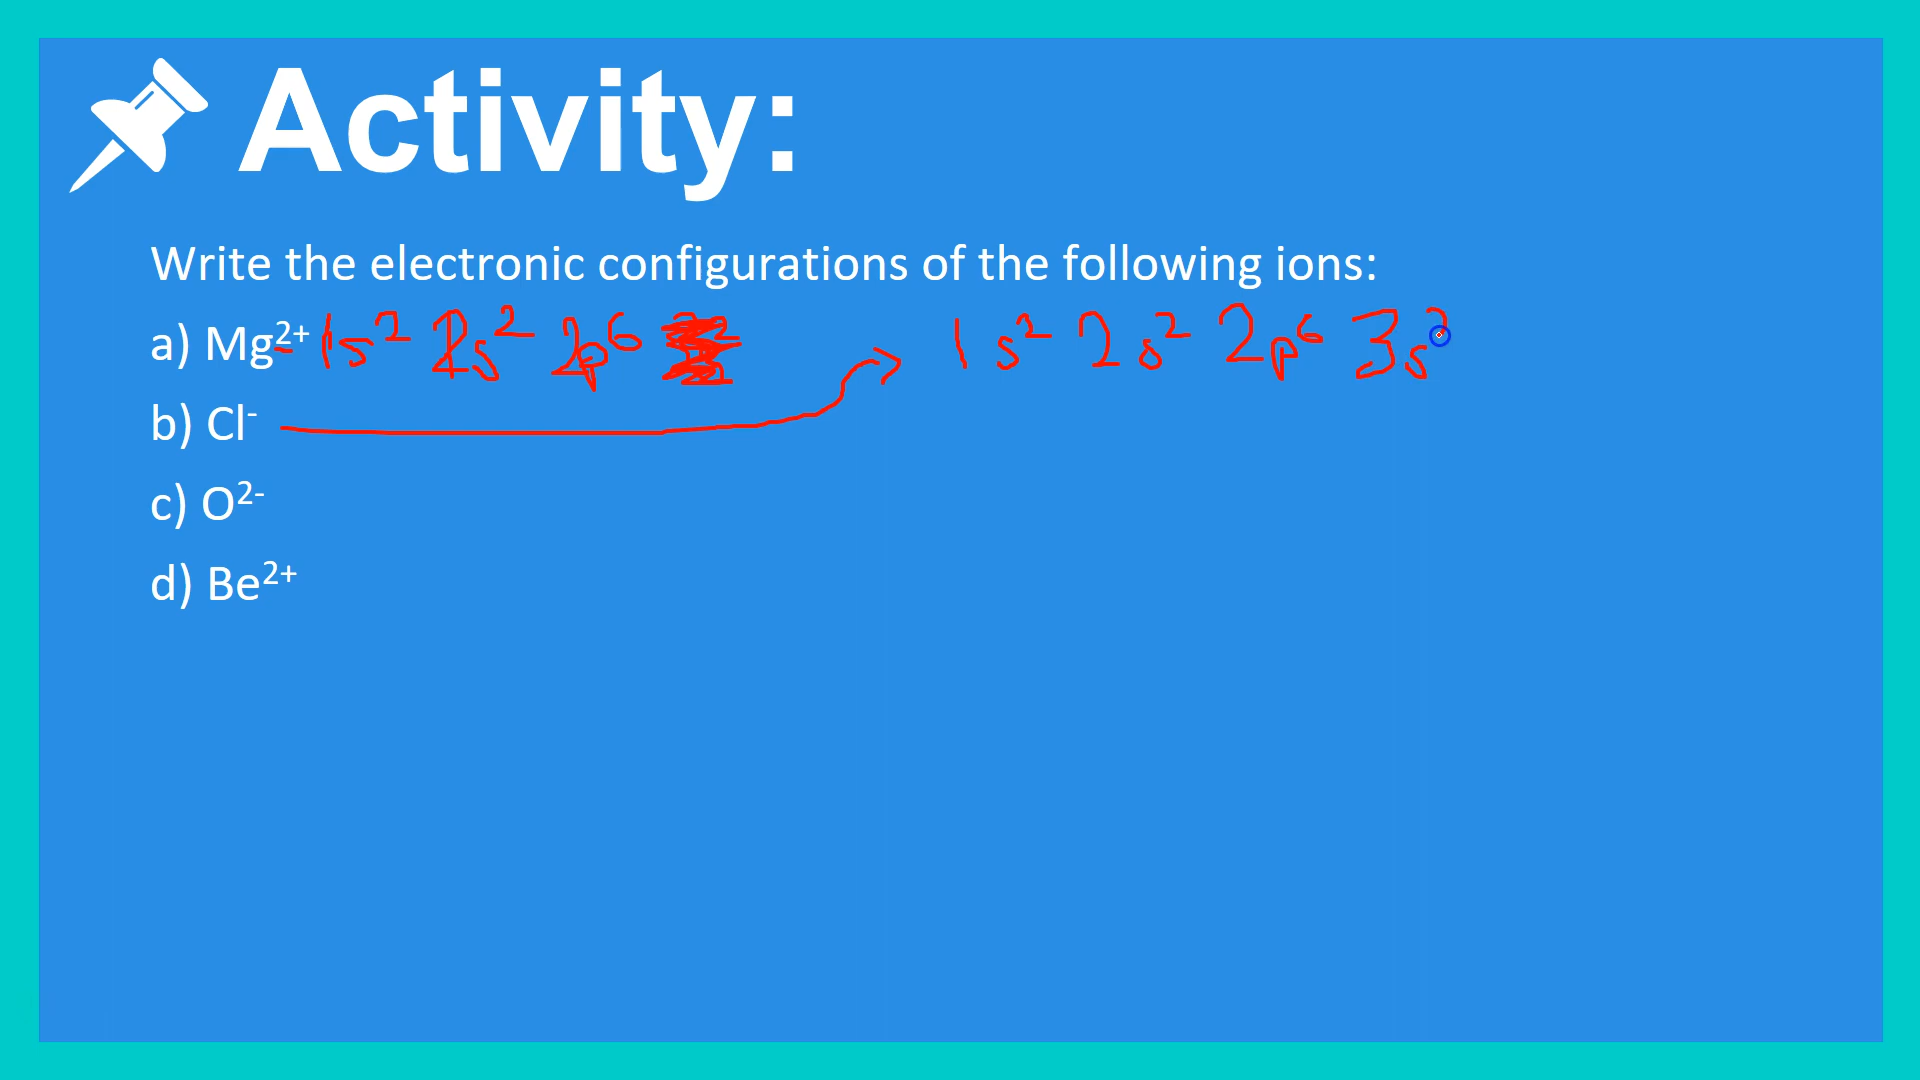 Activity:
Write the electronic configurations of the following ions:
a) Mg²⁺ 1s² 2s² 2p⁶ 1s² 2s² 2p⁶ 3s²
b) Cl⁻
c) O²⁻
d) Be²⁺